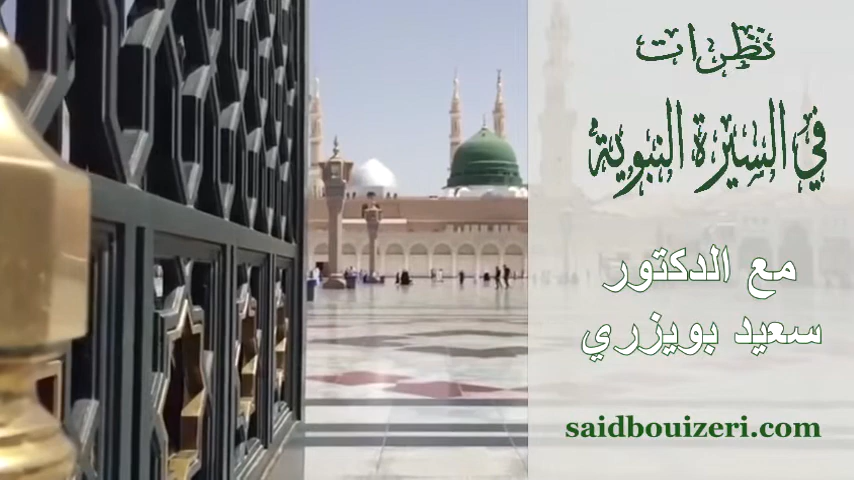 نظرات
في السيرة النبوية
مع الدكتور
سعيد بويزري
saidbouizeri.com